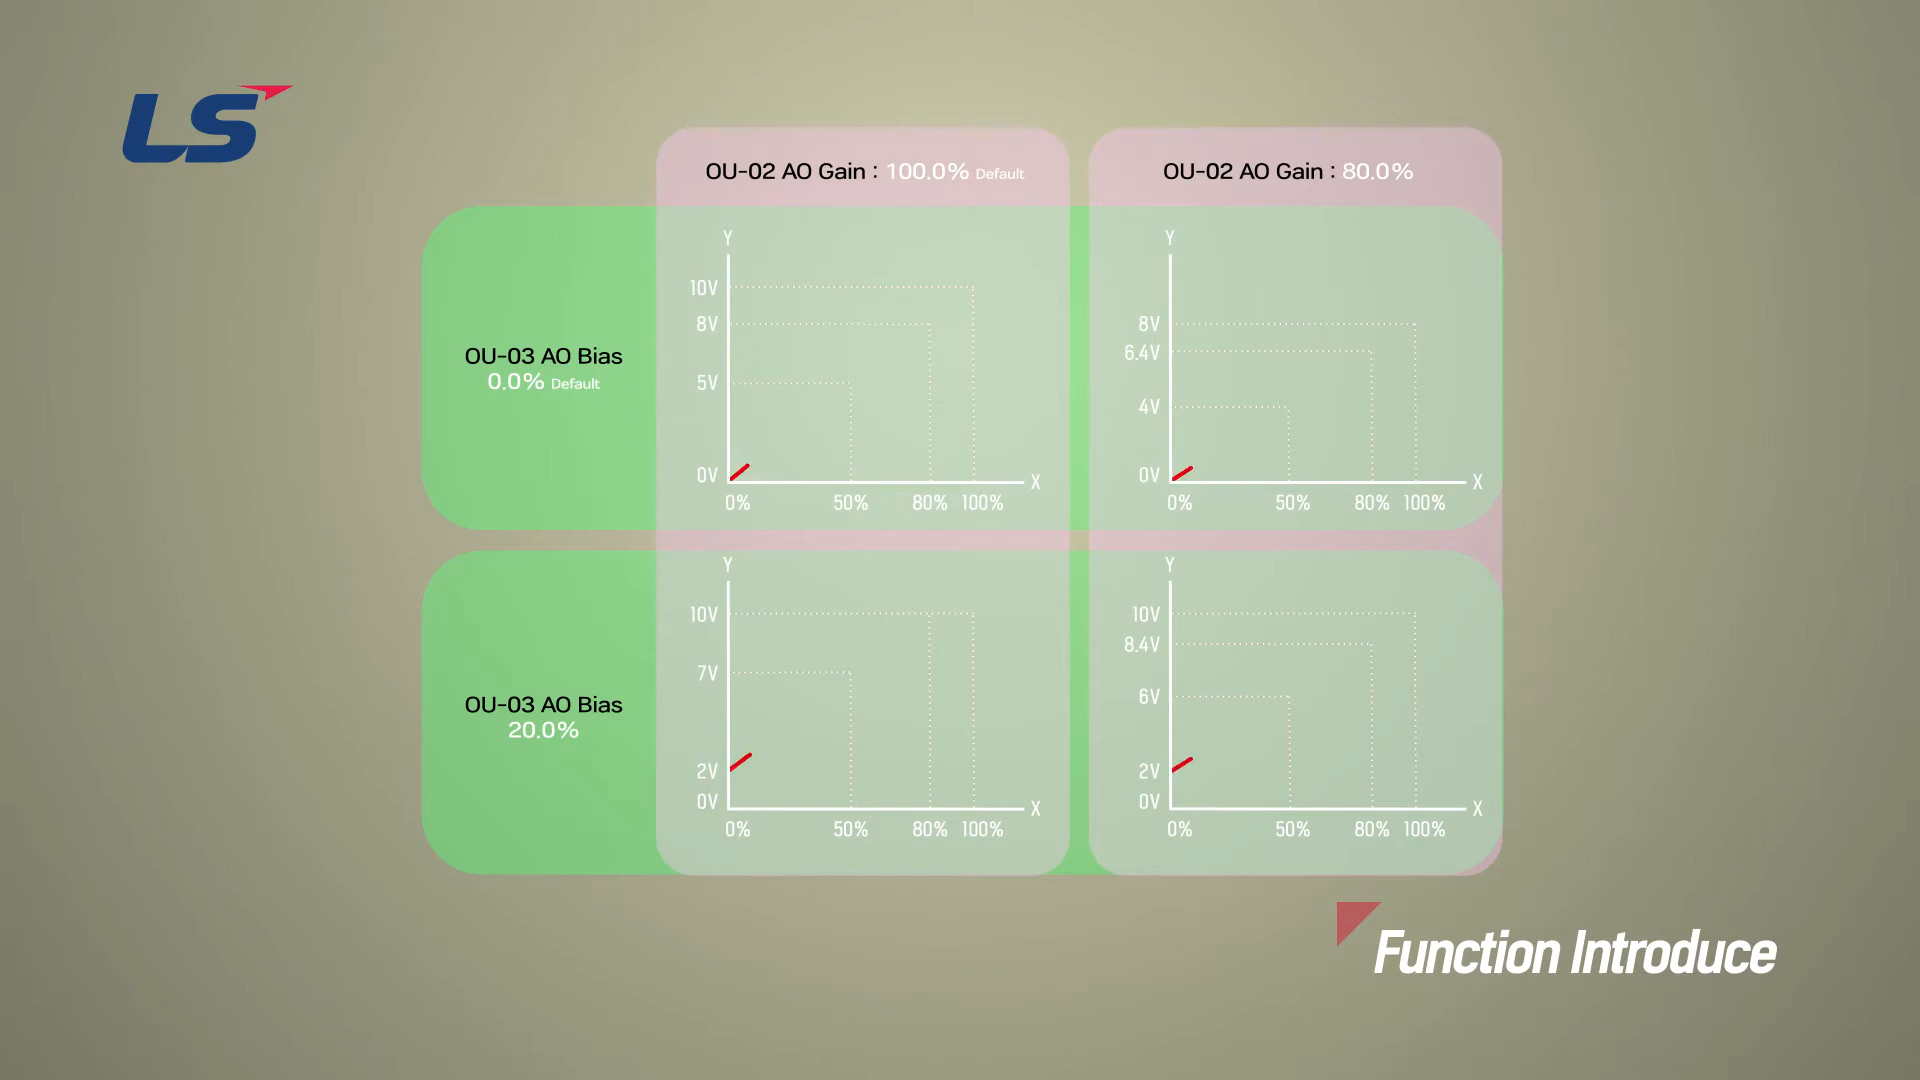 LS
OU-02 AO Gain : 100.0% Default
OU-02 AO Gain : 80.0%
OU-03 AO Bias
0.0% Default
Y
10V
8V
5V
0V
X
0%
50%
80%
100%
Y
8V
6.4V
4V
0V
X
0%
50%
80%
100%
OU-03 AO Bias
20.0%
Y
10V
7V
2V
0V
X
0%
50%
80%
100%
Y
10V
8.4V
6V
2V
0V
X
0%
50%
80%
100%
Function Introduce